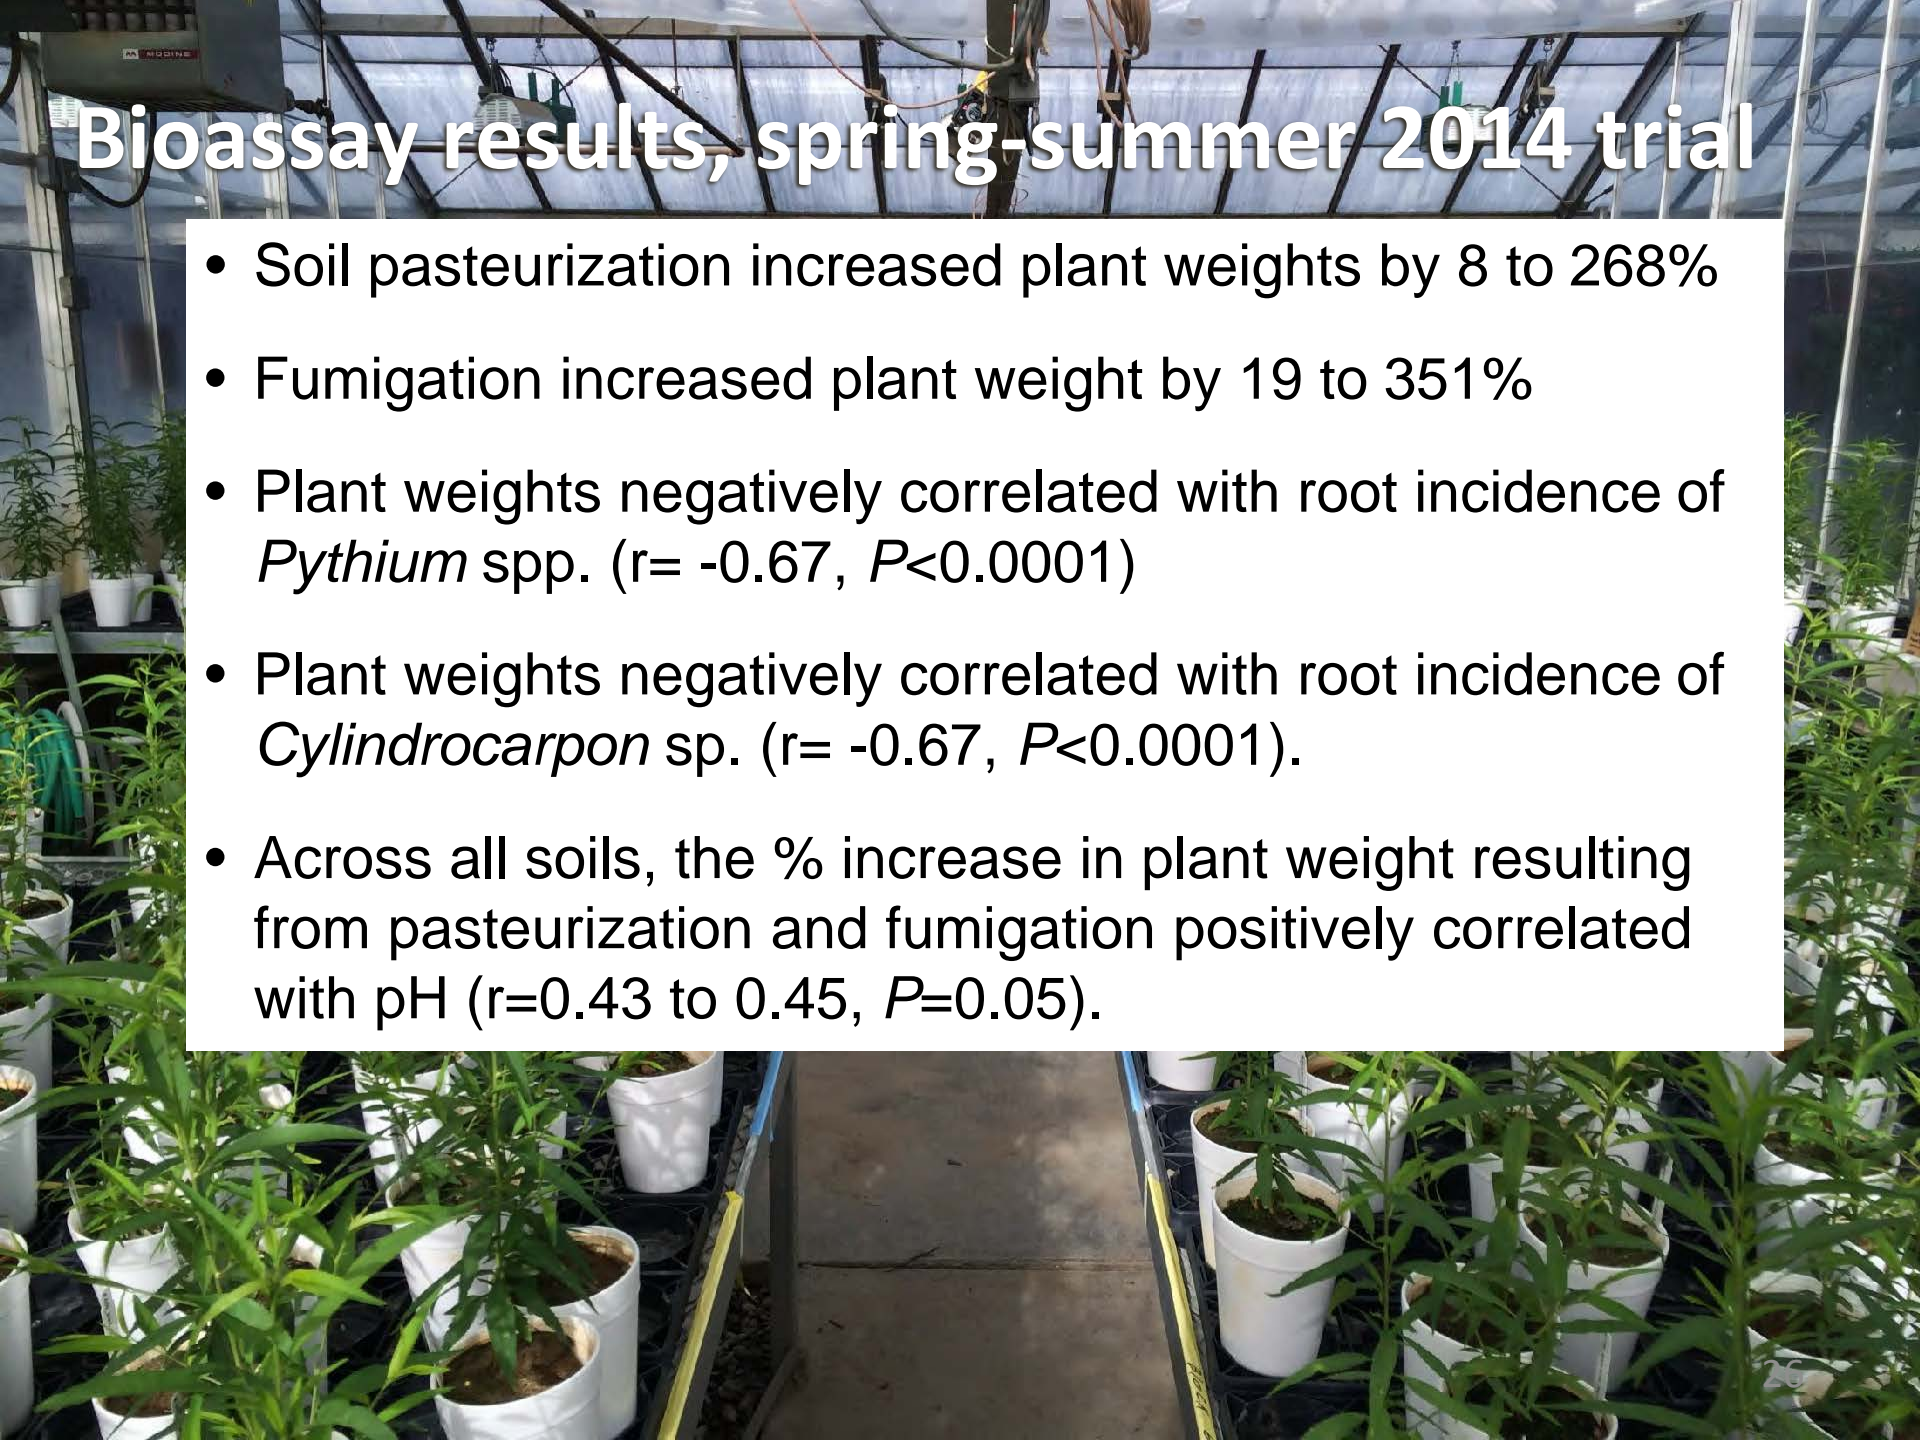 MODINE
Bioassay results, spring-summer 2014 trial
• Soil pasteurization increased plant weights by 8 to 268%
• Fumigation increased plant weight by 19 to 351%
• Plant weights negatively correlated with root incidence of
Pythium spp. (r= -0.67, P<0.0001)
• Plant weights negatively correlated with root incidence of
Cylindrocarpon sp. (r= -0.67, P<0.0001).
• Across all soils, the % increase in plant weight resulting
from pasteurization and fumigation positively correlated
with pH (r=0.43 to 0.45, P=0.05).